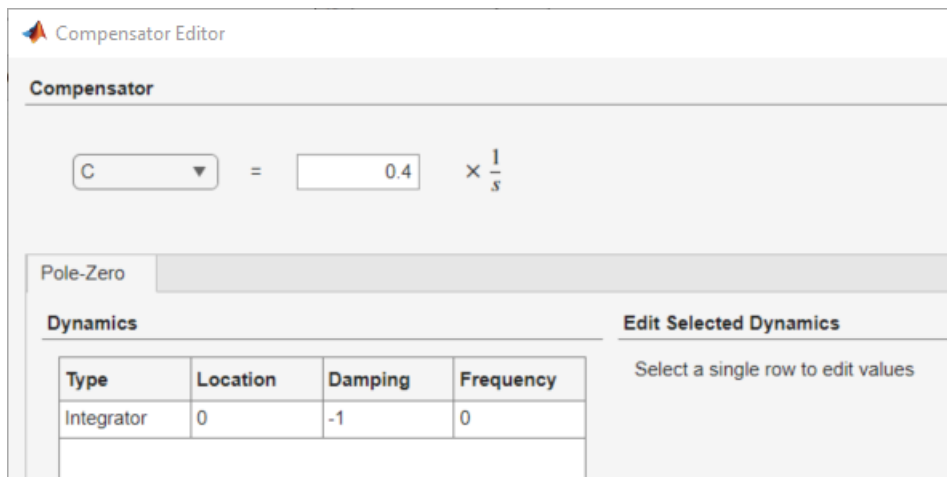 Compensator Editor
Compensator
C = 0.4 × 1/s
Pole-Zero
Dynamics
Edit Selected Dynamics
Select a single row to edit values
Type Location Damping Frequency
Integrator 0 -1 0